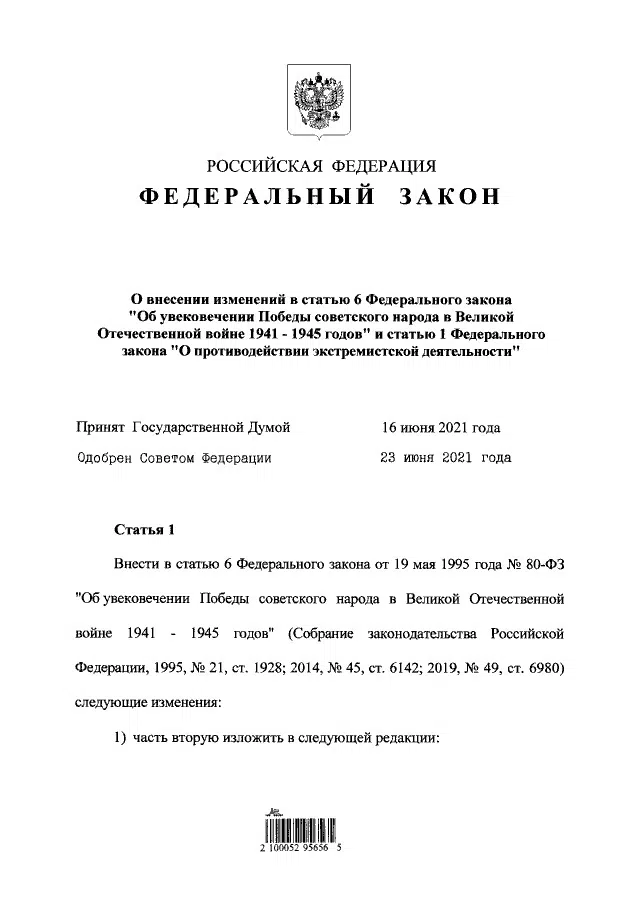 РОССИЙСКАЯ ФЕДЕРАЦИЯ
ФЕДЕРАЛЬНЫЙ ЗАКОН
О внесении изменений в статью 6 Федерального закона
"Об увековечении Победы советского народа в Великой
Отечественной войне 1941 - 1945 годов" и статью 1 Федерального
закона "О противодействии экстремистской деятельности"
Принят Государственной Думой 16 июня 2021 года
Одобрен Советом Федерации 23 июня 2021 года
Статья 1
Внести в статью 6 Федерального закона от 19 мая 1995 года № 80-ФЗ
"Об увековечении Победы советского народа в Великой Отечественной
войне 1941 - 1945 годов" (Собрание законодательства Российской
Федерации, 1995, № 21, ст. 1928; 2014, № 45, ст. 6142; 2019, № 49, ст. 6980)
следующие изменения:
1) часть вторую изложить в следующей редакции:
2 100052 95656 5